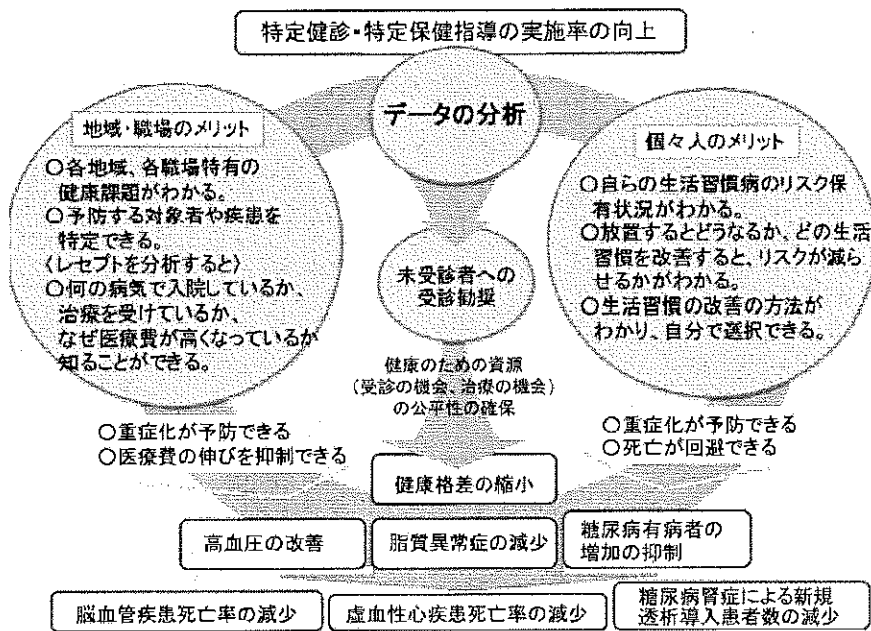 特定健診・特定保健指導の実施率の向上
データの分析
地域・職場のメリット
○各地域、各職場特有の
健康課題がわかる。
○予防する対象者や疾患を
特定できる。
〈レセプトを分析すると〉
○何の病気で入院しているか、
治療を受けているか、
なぜ医療費が高くなっているか
知ることができる。
個々人のメリット
○自らの生活習慣病のリスク保
有状況がわかる。
○放置するとどうなるか、どの生活
習慣を改善すると、リスクが減ら
せるかがわかる。
○生活習慣の改善の方法が
わかり、自分で選択できる。
未受診者への
受診勧奨
健康のための資源
(受診の機会、治療の機会)
の公平性の確保
○重症化が予防できる
○医療費の伸びを抑制できる
○重症化が予防できる
○死亡が回避できる
健康格差の縮小
高血圧の改善
脂質異常症の減少
糖尿病有病者の
増加の抑制
脳血管疾患死亡率の減少
虚血性心疾患死亡率の減少
糖尿病腎症による新規
透析導入患者数の減少